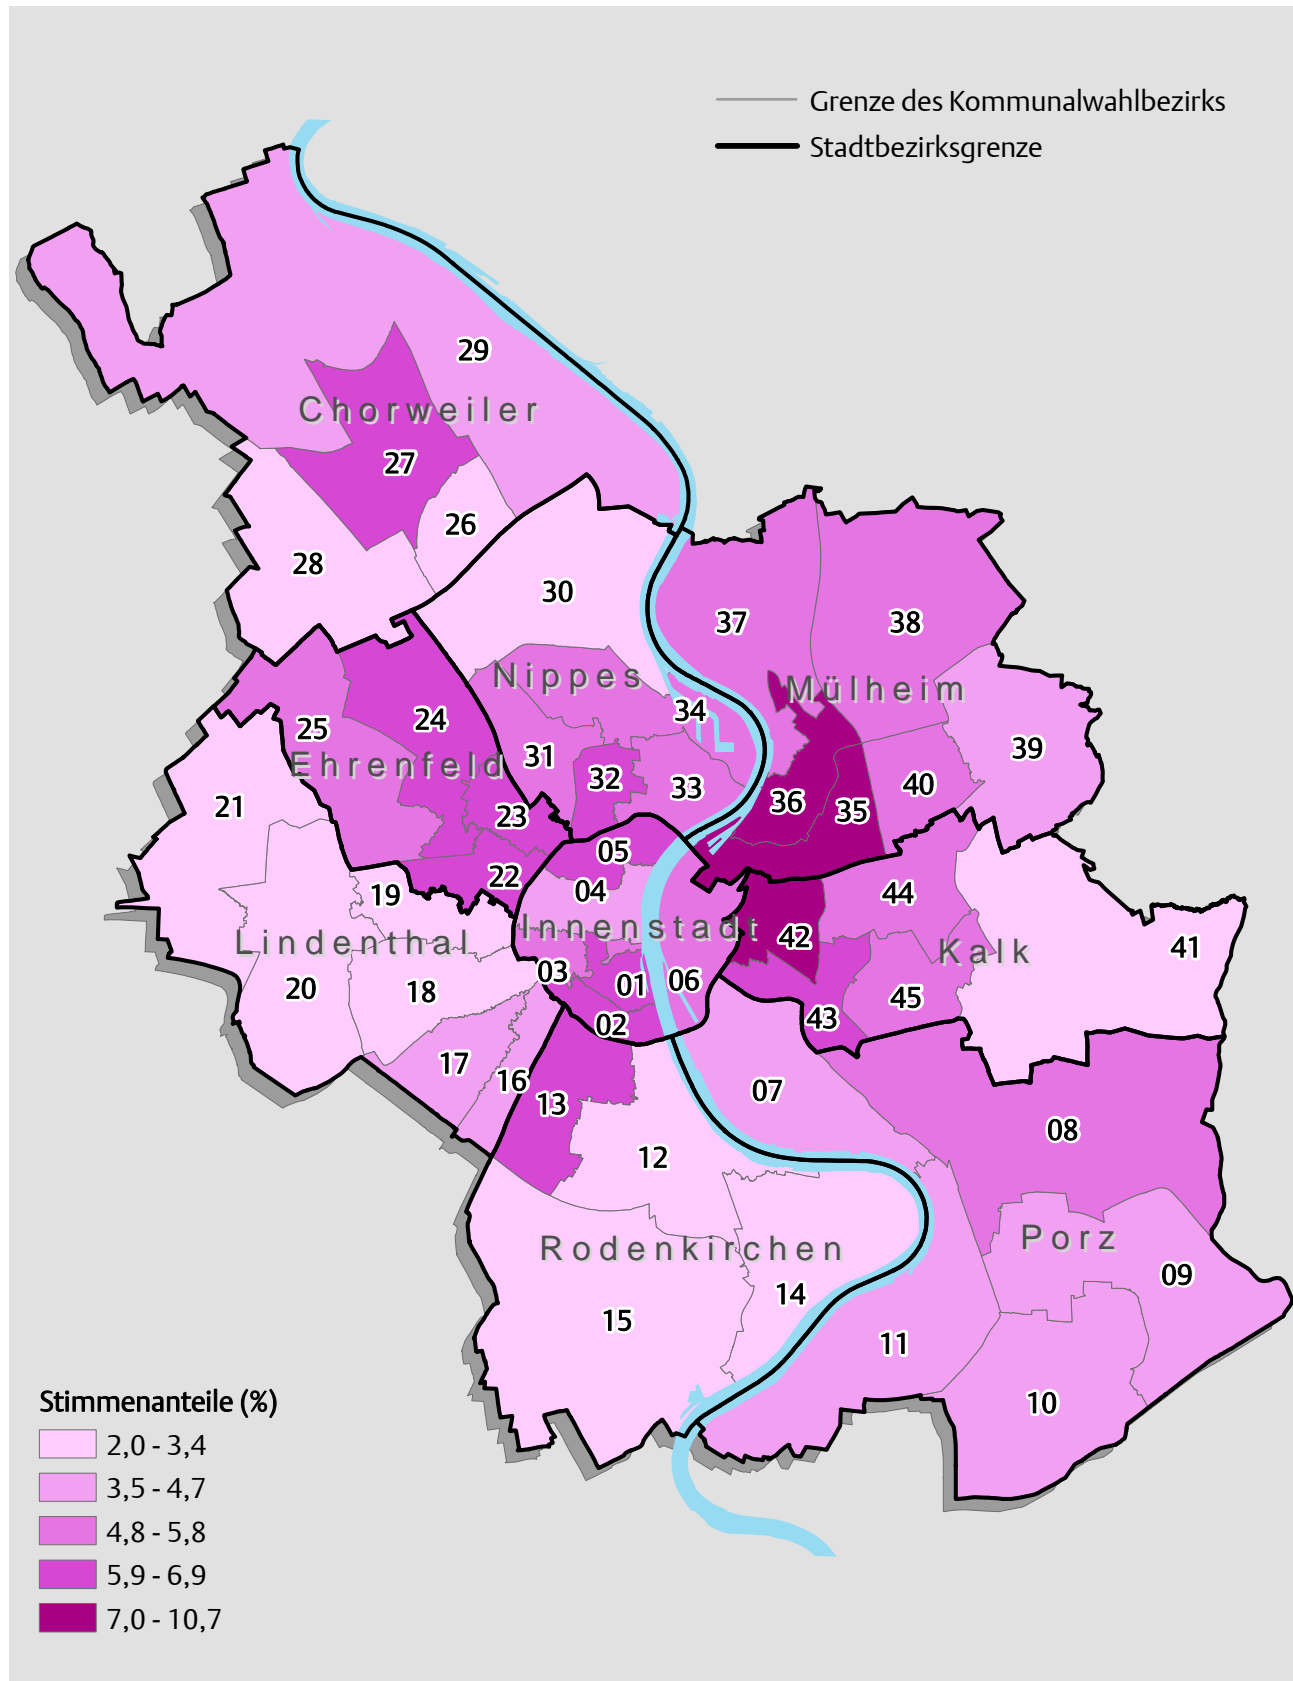 Grenze des Kommunalwahlbezirks
Stadtbezirksgrenze
29
Chorweiler
27
26
28
30
37
38
Nippes
Mülheim
34
25
24
31
39
Ehrenfeld
32
33
40
21
23
36
35
05
22
19
04
44
Innenstadt
42
Lindenthal
Kalk
41
03
01
06
20
18
45
02
43
17
16
07
13
08
12
Rodenkirchen
Porz
09
14
15
11
10
Stimmenanteile (%)
2,0 - 3,4
3,5 - 4,7
4,8 - 5,8
5,9 - 6,9
7,0 - 10,7